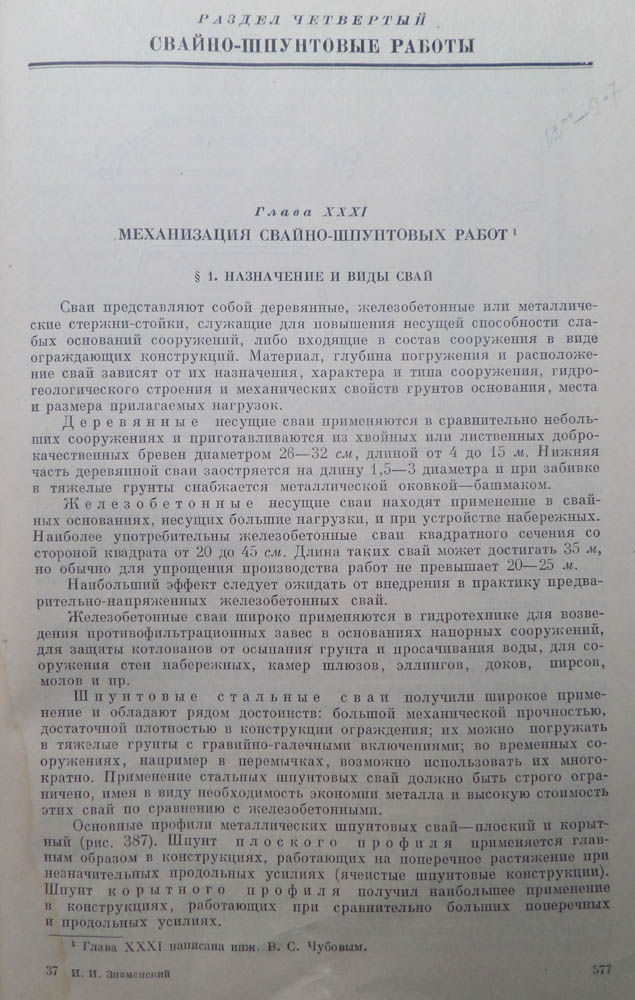 РАЗДЕЛ ЧЕТВЕРТЫЙ
СВАЙНО-ШПУНТОВЫЕ РАБОТЫ
Глава XXXI
МЕХАНИЗАЦИЯ СВАЙНО-ШПУНТОВЫХ РАБОТ ¹
§ 1. НАЗНАЧЕНИЕ И ВИДЫ СВАЙ
Сваи представляют собой деревянные, железобетонные или металличе-
ские стержни-стойки, служащие для повышения несущей способности сла-
бых оснований сооружений, либо входящие в состав сооружения в виде
ограждающих конструкций. Материал, глубина погружения и расположе-
ние свай зависят от их назначения, характера и типа сооружения, гидро-
геологического строения и механических свойств грунтов основания, места
и размера прилагаемых нагрузок.
Деревянные несущие сваи применяются в сравнительно неболь-
ших сооружениях и приготавливаются из хвойных или лиственных добро-
качественных бревен диаметром 26—32 см, длиной от 4 до 15 м. Нижняя
часть деревянной сваи заостряется на длину 1,5—3 диаметра и при забивке
в тяжелые грунты снабжается металлической оковкой—башмаком.
Железобетонные несущие сваи находят применение в свай-
ных основаниях, несущих большие нагрузки, и при устройстве набережных.
Наиболее употребительны железобетонные сваи квадратного сечения со
стороной квадрата от 20 до 45 см. Длина таких свай может достигать 35 м,
но обычно для упрощения производства работ не превышает 20—25 м.
Наибольший эффект следует ожидать от внедрения в практику предва-
рительно-напряженных железобетонных свай.
Железобетонные сваи широко применяются в гидротехнике для возве-
дения противофильтрационных завес в основаниях напорных сооружений,
для защиты котлованов от осыпания грунта и просачивания воды, для со-
оружения стен набережных, камер шлюзов, эллингов, доков, пирсов,
молов и пр.
Шпунтовые стальные сваи получили широкое приме-
нение и обладают рядом достоинств: большой механической прочностью,
достаточной плотностью в конструкции ограждения; их можно погружать
в тяжелые грунты с гравийно-галечными включениями; во временных со-
оружениях, например в перемычках, возможно использовать их много-
кратно. Применение стальных шпунтовых свай должно быть строго огра-
ничено, имея в виду необходимость экономии металла и высокую стоимость
этих свай по сравнению с железобетонными.
Основные профили металлических шпунтовых свай—плоский и корыт-
ный (рис. 387). Шпунт плоского профиля применяется глав-
ным образом в конструкциях, работающих на поперечное растяжение при
незначительных продольных усилиях (ячеистые шпунтовые конструкции).
Шпунт корытного профиля получил наибольшее применение
в конструкциях, работающих при сравнительно больших поперечных
и продольных усилиях.
¹ Глава XXXI написана инж. В. С. Чубовым.
37 И. И. Знаменский 577